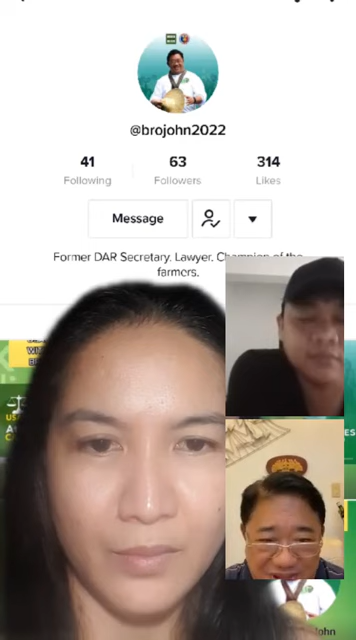 @brojohn2022
41 63 314
Following Followers Likes
Message
Former DAR Secretary. Lawyer. Champion of the
farmers.